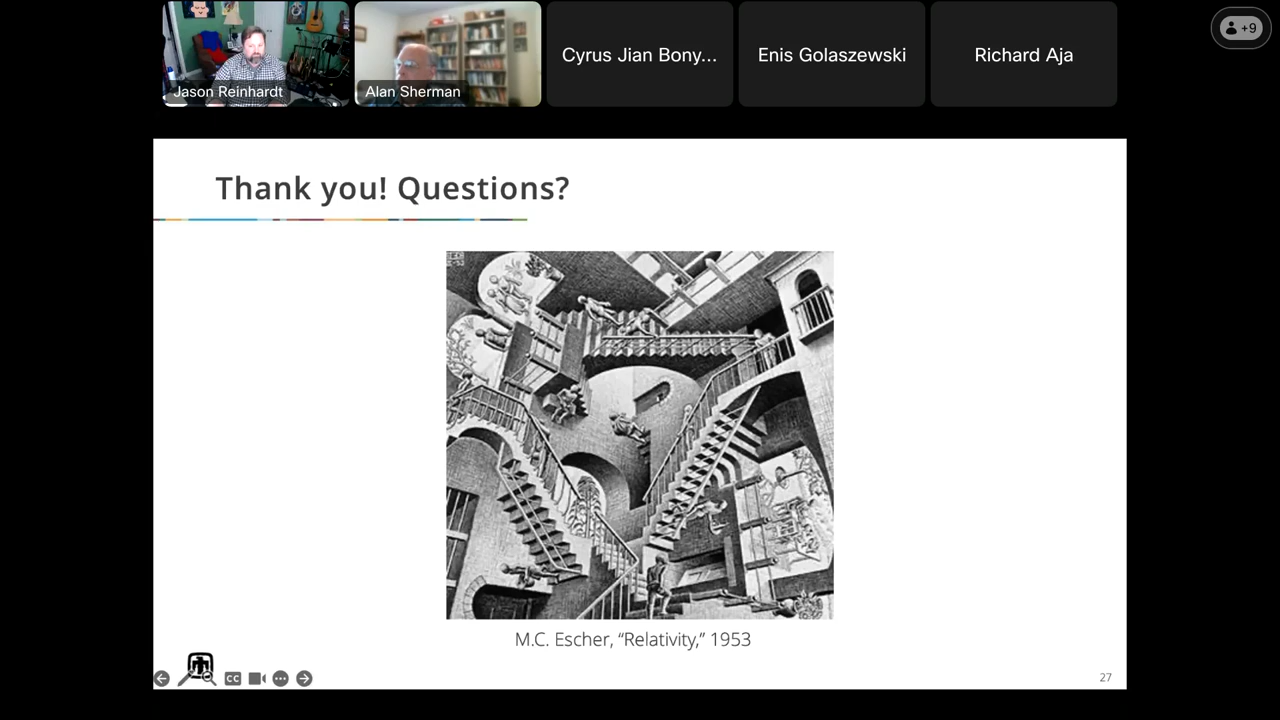 Jason Reinhardt
Alan Sherman
Cyrus Jian Bony...
Enis Golaszewski
Richard Aja
+9
Thank you! Questions?
M.C. Escher, “Relativity,” 1953
CC
27